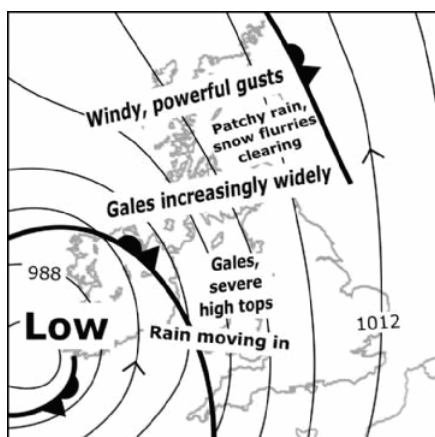 Windy, powerful gusts
Patchy rain,
snow flurries
clearing
Gales increasingly widely
Gales,
severe
high tops
988
Low
Rain moving in
1012